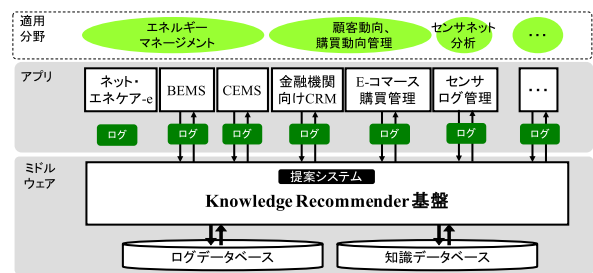 適用
分野
エネルギー
マネージメント
顧客動向、
購買動向管理
センサネット
分析
･･･
アプリ
ネット・
エネケア-e
BEMS
CEMS
金融機関
向けCRM
E-コマース
購買管理
センサ
ログ管理
･･･
ログ
ログ
ログ
ログ
ログ
ログ
ログ
ミドル
ウェア
提案システム
Knowledge Recommender 基盤
ログデータベース
知識データベース